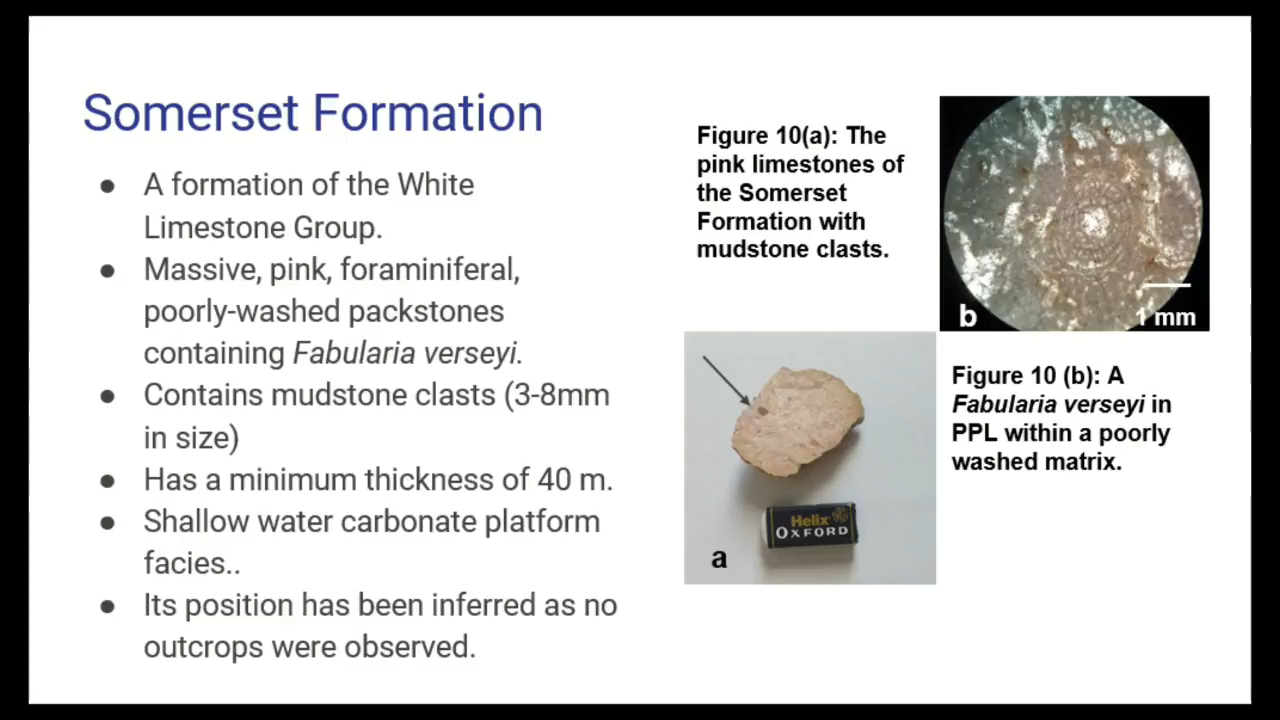 Somerset Formation
● A formation of the White
Limestone Group.
● Massive, pink, foraminiferal,
poorly-washed packstones
containing Fabularia verseyi.
● Contains mudstone clasts (3-8mm
in size)
● Has a minimum thickness of 40 m.
● Shallow water carbonate platform
facies..
● Its position has been inferred as no
outcrops were observed.
Figure 10(a): The
pink limestones of
the Somerset
Formation with
mudstone clasts.
b
1 mm
Helix
OXFORD
a
Figure 10 (b): A
Fabularia verseyi in
PPL within a poorly
washed matrix.